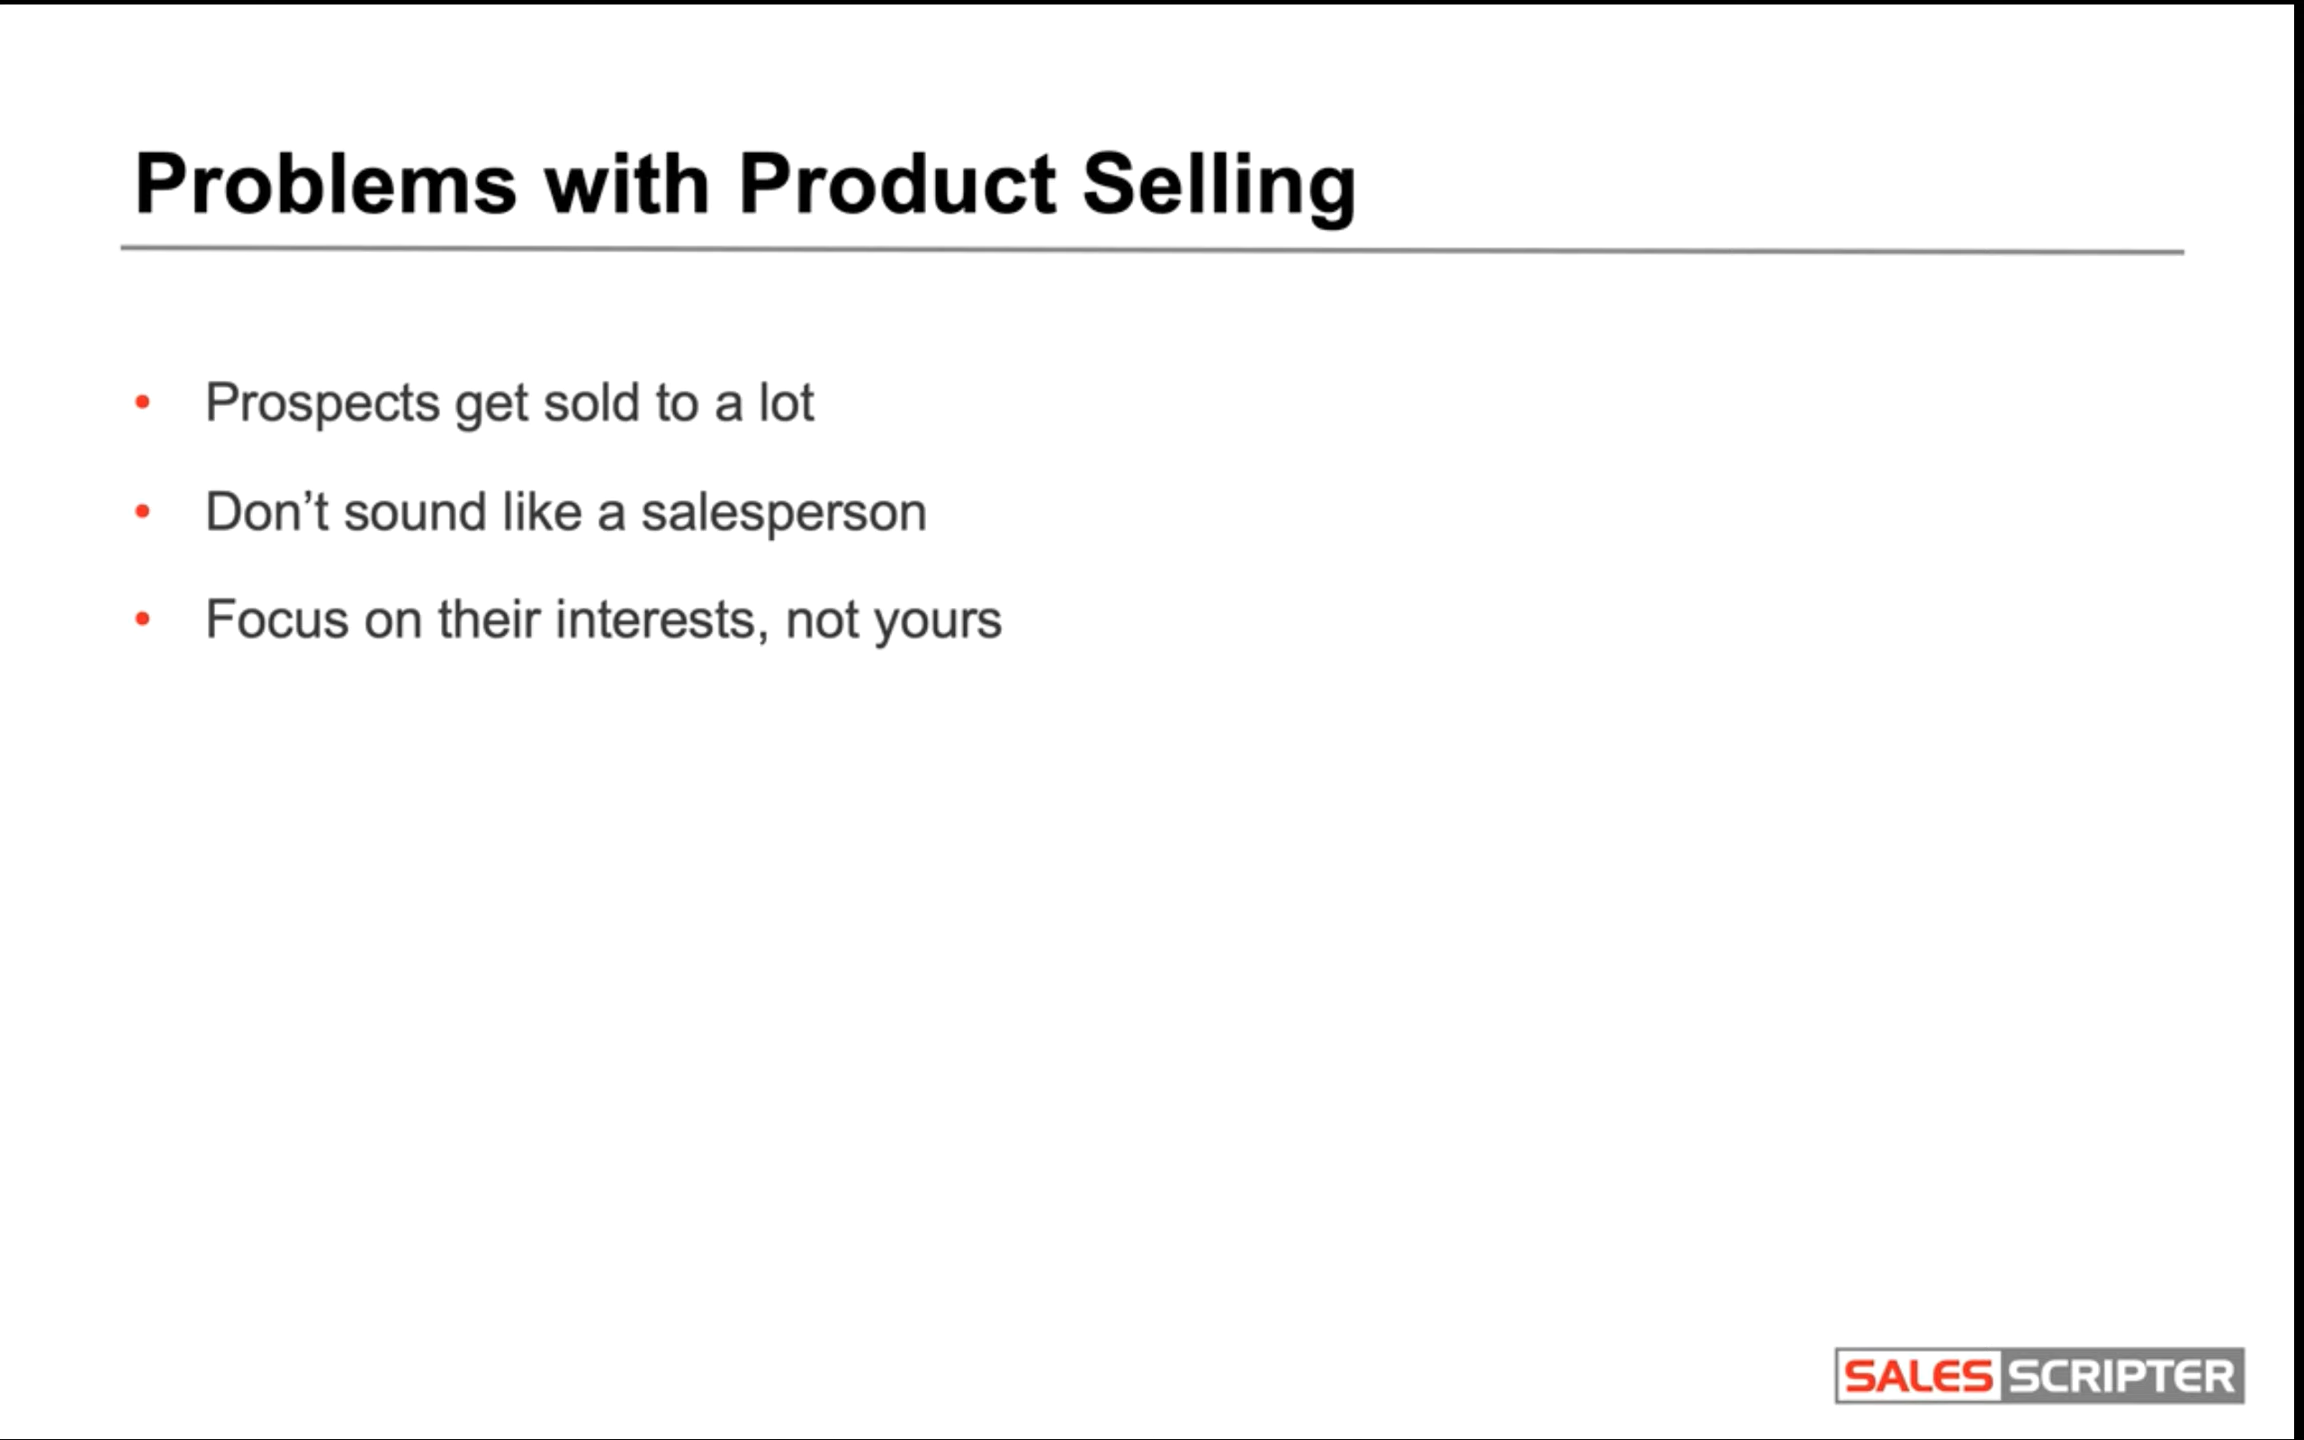 Problems with Product Selling
• Prospects get sold to a lot
• Don’t sound like a salesperson
• Focus on their interests, not yours
SALES SCRIPTER